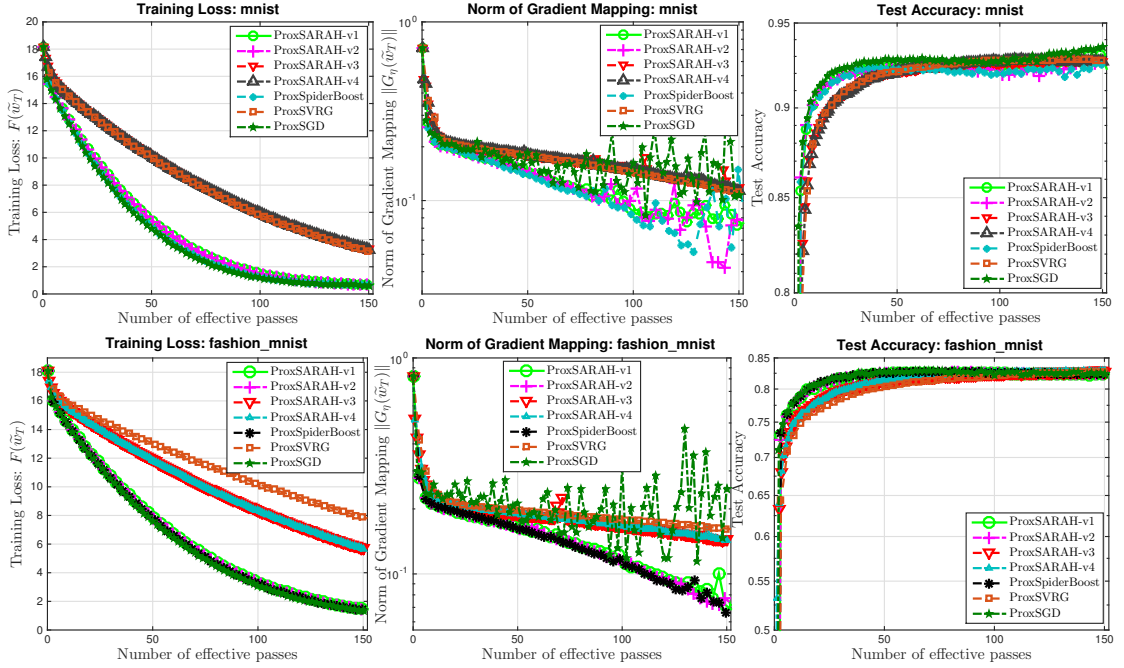 Training Loss: mnist
Training Loss: F(w̃_T)
20
18
16
14
12
10
8
6
4
2
0
0 50 100 150
Number of effective passes
ProxSARAH-v1
ProxSARAH-v2
ProxSARAH-v3
ProxSARAH-v4
ProxSpiderBoost
ProxSVRG
ProxSGD
Norm of Gradient Mapping: mnist
Norm of Gradient Mapping ||G_η(w̃_T)||
10^0
10^-1
0 50 100 150
Number of effective passes
ProxSARAH-v1
ProxSARAH-v2
ProxSARAH-v3
ProxSARAH-v4
ProxSpiderBoost
ProxSVRG
ProxSGD
Test Accuracy: mnist
Test Accuracy
0.95
0.9
0.85
0.8
0 50 100 150
Number of effective passes
ProxSARAH-v1
ProxSARAH-v2
ProxSARAH-v3
ProxSARAH-v4
ProxSpiderBoost
ProxSVRG
ProxSGD
Training Loss: fashion_mnist
Training Loss: F(w̃_T)
20
18
16
14
12
10
8
6
4
2
0
0 50 100 150
Number of effective passes
ProxSARAH-v1
ProxSARAH-v2
ProxSARAH-v3
ProxSARAH-v4
ProxSpiderBoost
ProxSVRG
ProxSGD
Norm of Gradient Mapping: fashion_mnist
Norm of Gradient Mapping ||G_η(w̃_T)||
10^0
10^-1
0 50 100 150
Number of effective passes
ProxSARAH-v1
ProxSARAH-v2
ProxSARAH-v3
ProxSARAH-v4
ProxSpiderBoost
ProxSVRG
ProxSGD
Test Accuracy: fashion_mnist
Test Accuracy
0.85
0.8
0.75
0.7
0.65
0.6
0.55
0.5
0 50 100 150
Number of effective passes
ProxSARAH-v1
ProxSARAH-v2
ProxSARAH-v3
ProxSARAH-v4
ProxSpiderBoost
ProxSVRG
ProxSGD